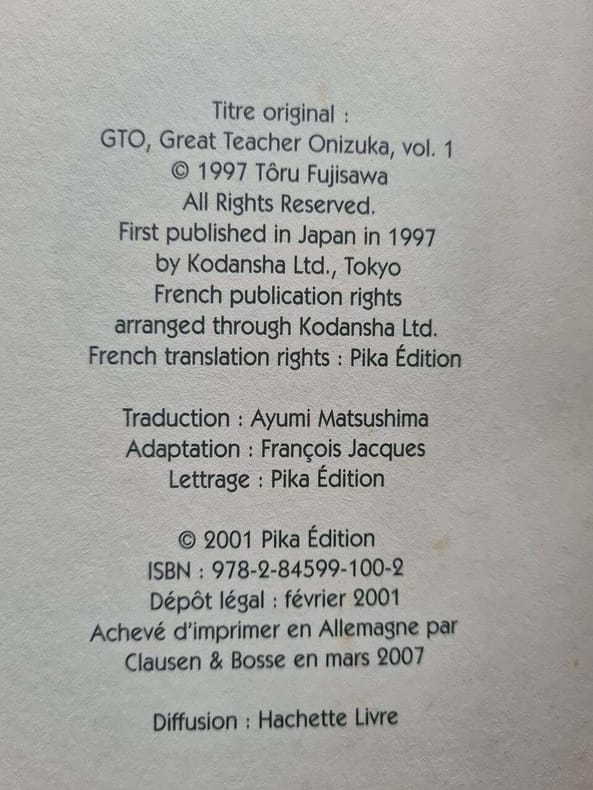 Titre original :
GTO, Great Teacher Onizuka, vol. 1
© 1997 Tôru Fujisawa
All Rights Reserved.
First published in Japan in 1997
by Kodansha Ltd., Tokyo
French publication rights
arranged through Kodansha Ltd.
French translation rights : Pika Édition
Traduction : Ayumi Matsushima
Adaptation : François Jacques
Lettrage : Pika Édition
© 2001 Pika Édition
ISBN : 978-2-84599-100-2
Dépôt légal : février 2001
Achevé d'imprimer en Allemagne par
Clausen & Bosse en mars 2007
Diffusion : Hachette Livre